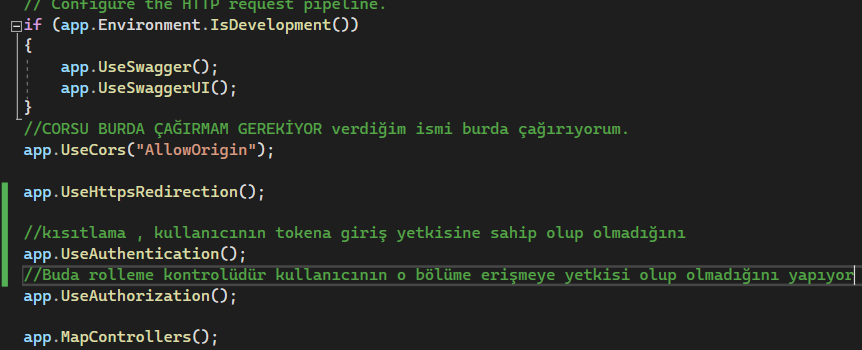 // Configure the HTTP request pipeline.
if (app.Environment.IsDevelopment())
{
app.UseSwagger();
app.UseSwaggerUI();
}
//CORSU BURDA ÇAĞIRMAM GEREKİYOR verdiğim ismi burda çağırıyorum.
app.UseCors("AllowOrigin");
app.UseHttpsRedirection();
//kısıtlama , kullanıcının tokena giriş yetkisine sahip olup olmadığını
app.UseAuthentication();
//Buda rolleme kontrolüdür kullanıcının o bölüme erişmeye yetkisi olup olmadığını yapıyor
app.UseAuthorization();
app.MapControllers();